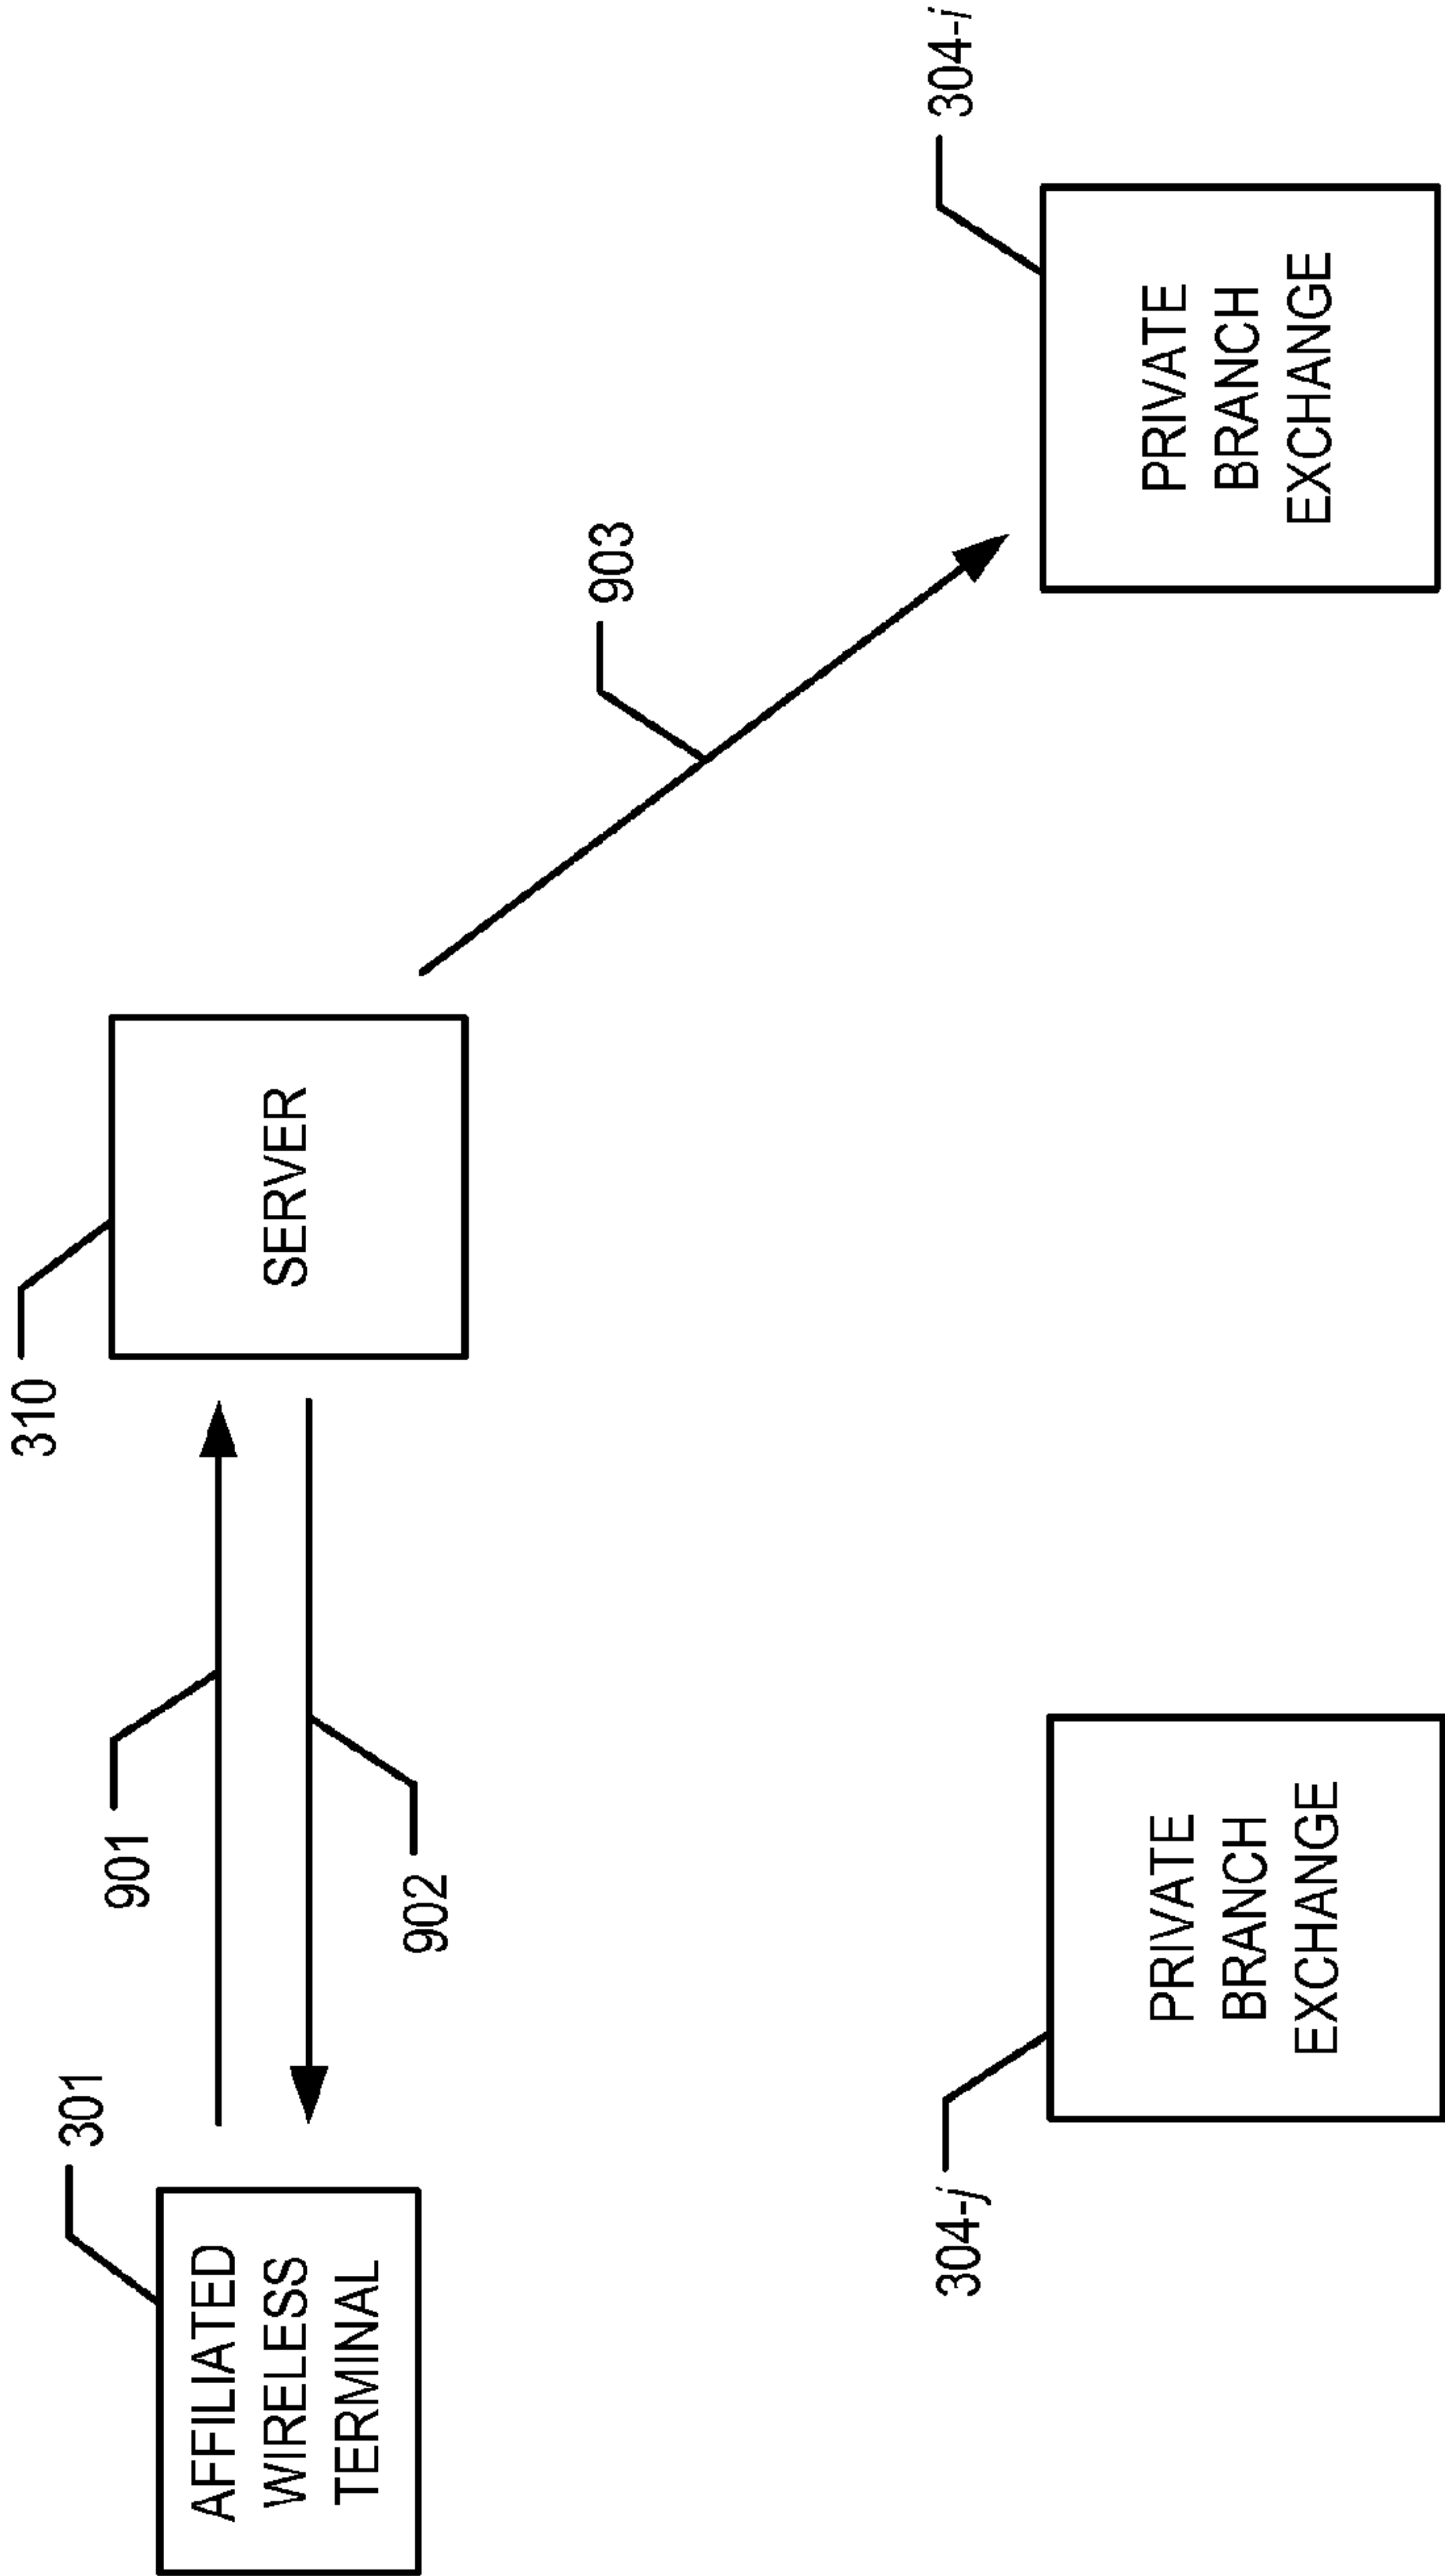 310
301
901
SERVER
AFFILIATED
WIRELESS
TERMINAL
902
903
304-j
304-i
PRIVATE
BRANCH
EXCHANGE
PRIVATE
BRANCH
EXCHANGE